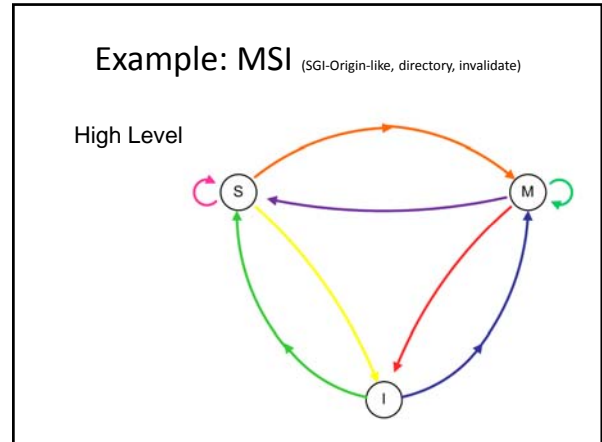 Example: MSI (SGI-Origin-like, directory, invalidate)
High Level
S
M
I